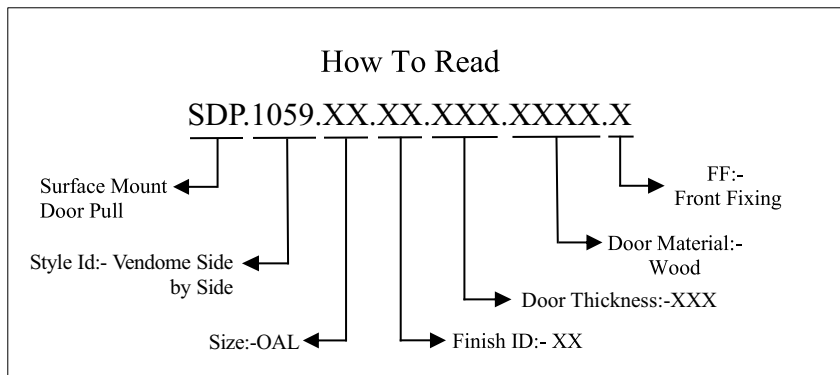 How To Read
SDP.1059.XX.XX.XXX.XXXX.X
Surface Mount
Door Pull
FF:-
Front Fixing
Style Id:- Vendome Side
by Side
Door Material:-
Wood
Door Thickness:-XXX
Size:-OAL
Finish ID:- XX